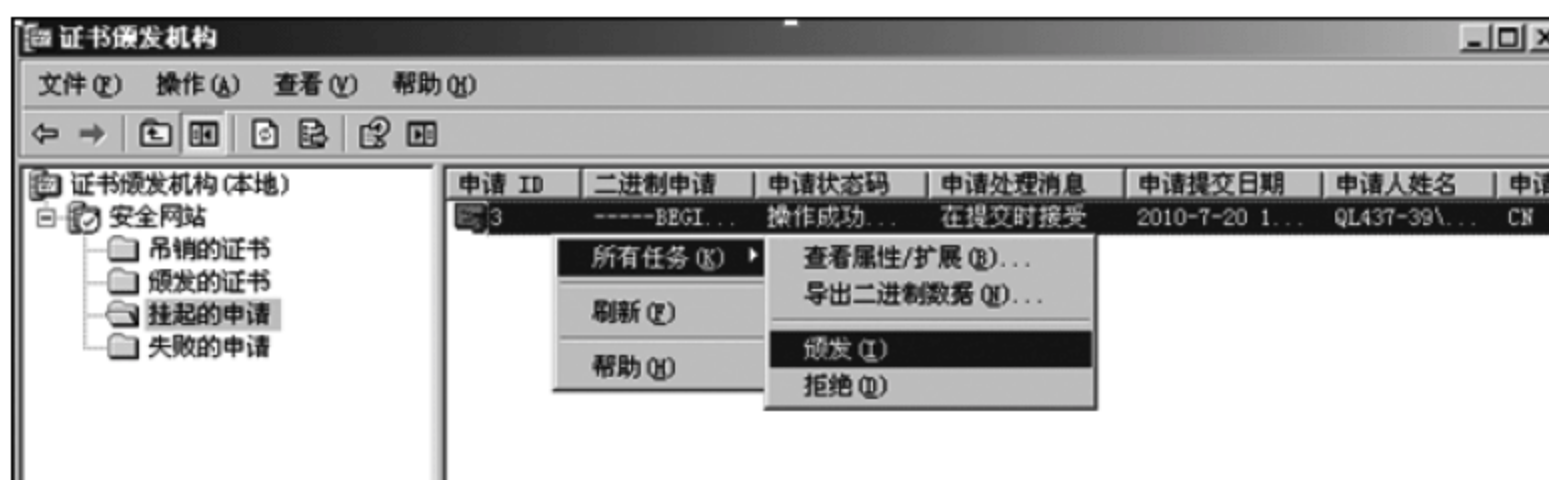 证书颁发机构
文件(F) 操作(A) 查看(V) 帮助(H)
证书颁发机构(本地)
安全网站
吊销的证书
颁发的证书
挂起的申请
失败的申请
申请 ID 二进制申请 申请状态码 申请处理消息 申请提交日期 申请人姓名 申请
3 -----BEGI... 操作成功... 在提交时接受 2010-7-20 1... QL437-39\... CN
所有任务(K)
刷新(F)
帮助(H)
查看属性/扩展(B)...
导出二进制数据(N)...
颁发(I)
拒绝(D)